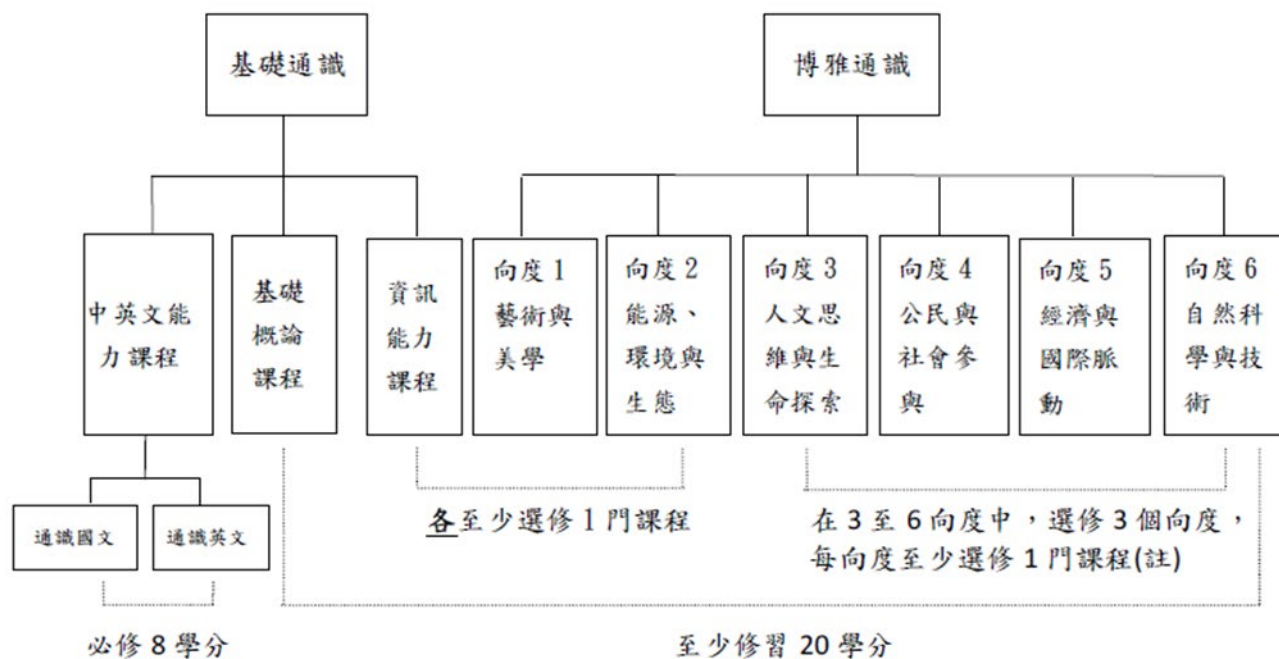 基礎通識
博雅通識
中英文能
力課程
基礎
概論
課程
資訊
能力
課程
向度1
藝術與
美學
向度2
能源、
環境與
生態
向度3
人文思
維與生
命探索
向度4
公民與
社會參
與
向度5
經濟與
國際脈
動
向度6
自然科
學與技
術
通識國文
通識英文
各至少選修1門課程
在3至6向度中，選修3個向度，
每向度至少選修1門課程(註)
必修8學分
至少修習20學分